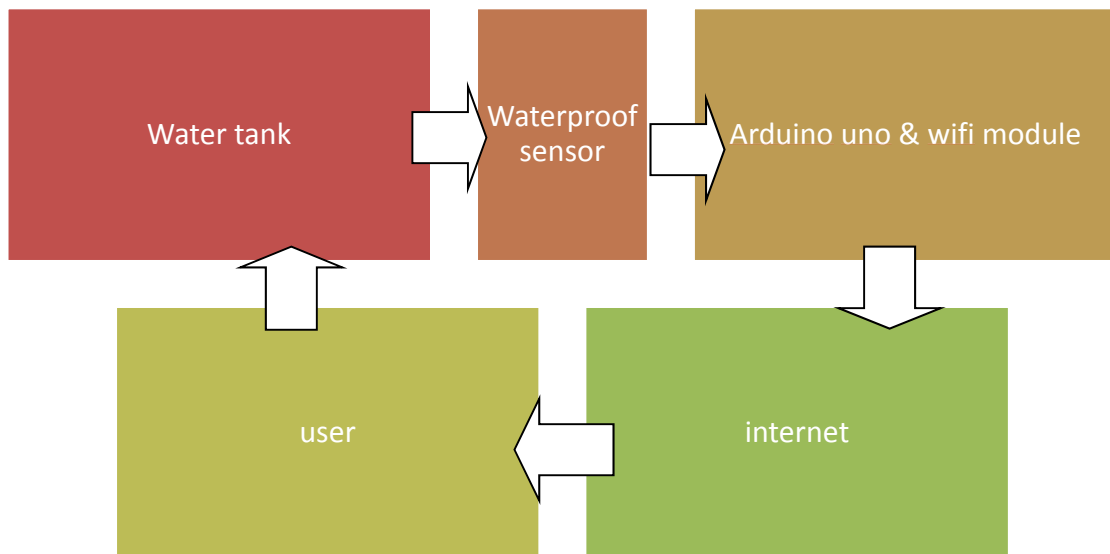 Water tank
Waterproof
sensor
Arduino uno & wifi module
user
internet